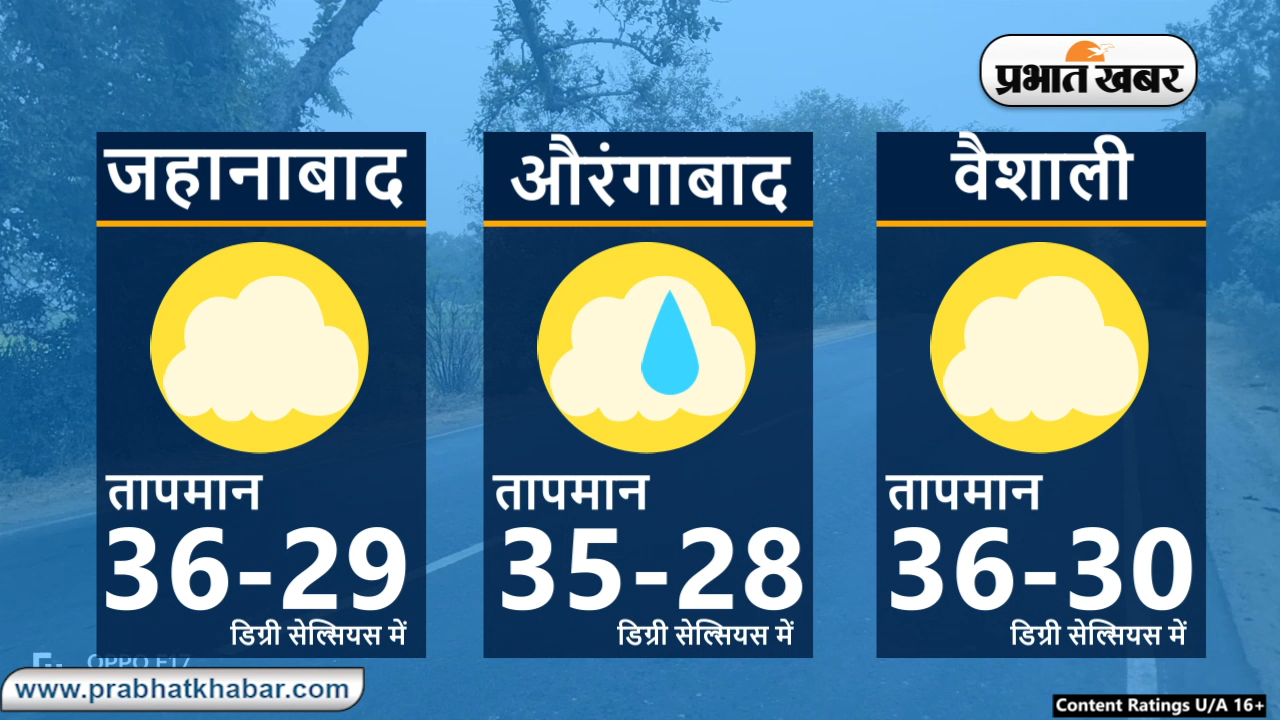 प्रभात खबर
जहानाबाद
तापमान
36-29
डिग्री सेल्सियस में
औरंगाबाद
तापमान
35-28
डिग्री सेल्सियस में
वैशाली
तापमान
36-30
डिग्री सेल्सियस में
OPPO F17
www.prabhatkhabar.com
Content Ratings U/A 16+